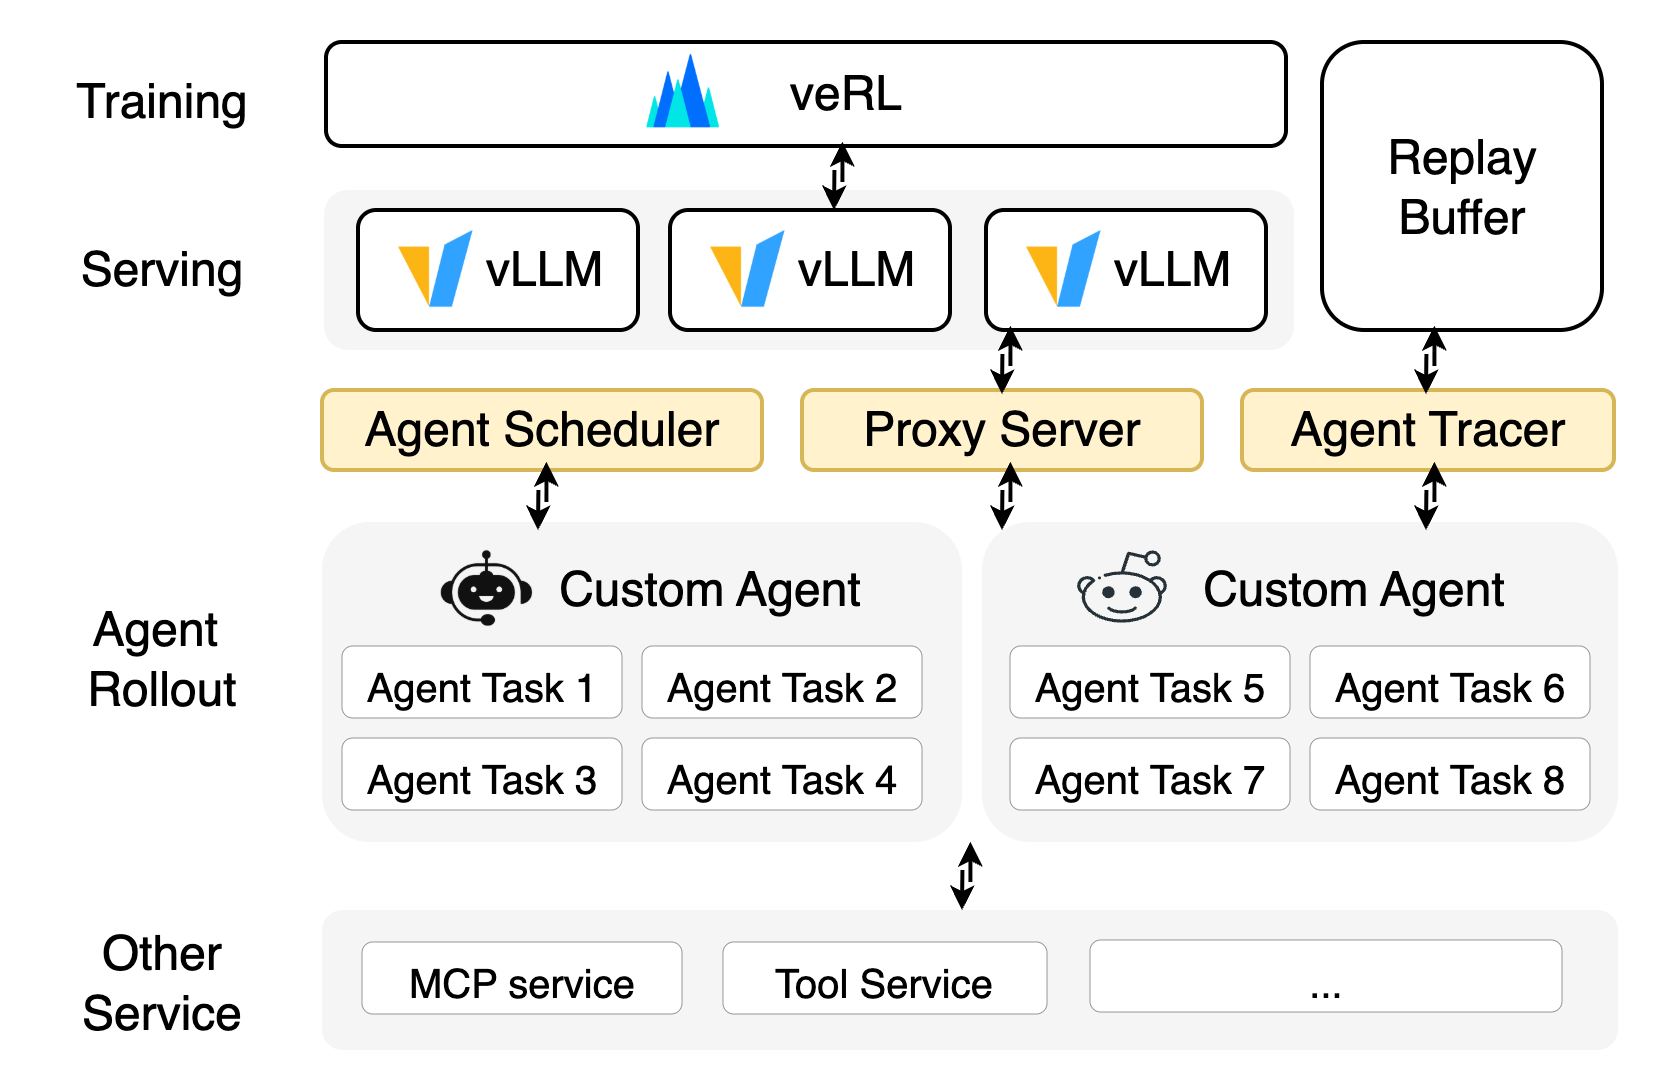 Training
veRL
Replay
Buffer
Serving
vLLM
vLLM
vLLM
Agent Scheduler
Proxy Server
Agent Tracer
Agent
Rollout
Custom Agent
Agent Task 1
Agent Task 2
Agent Task 3
Agent Task 4
Custom Agent
Agent Task 5
Agent Task 6
Agent Task 7
Agent Task 8
Other
Service
MCP service
Tool Service
...